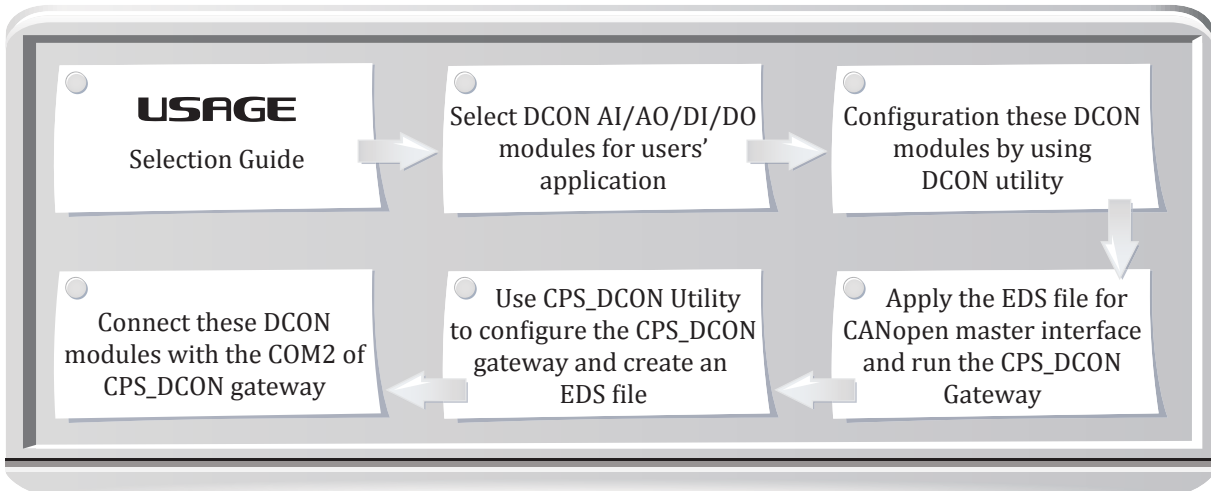 USAGE
Selection Guide
Select DCON AI/AO/DI/DO
modules for users’
application
Configuration these DCON
modules by using
DCON utility
Apply the EDS file for
CANopen master interface
and run the CPS_DCON
Gateway
Use CPS_DCON Utility
to configure the CPS_DCON
gateway and create an
EDS file
Connect these DCON
modules with the COM2 of
CPS_DCON gateway